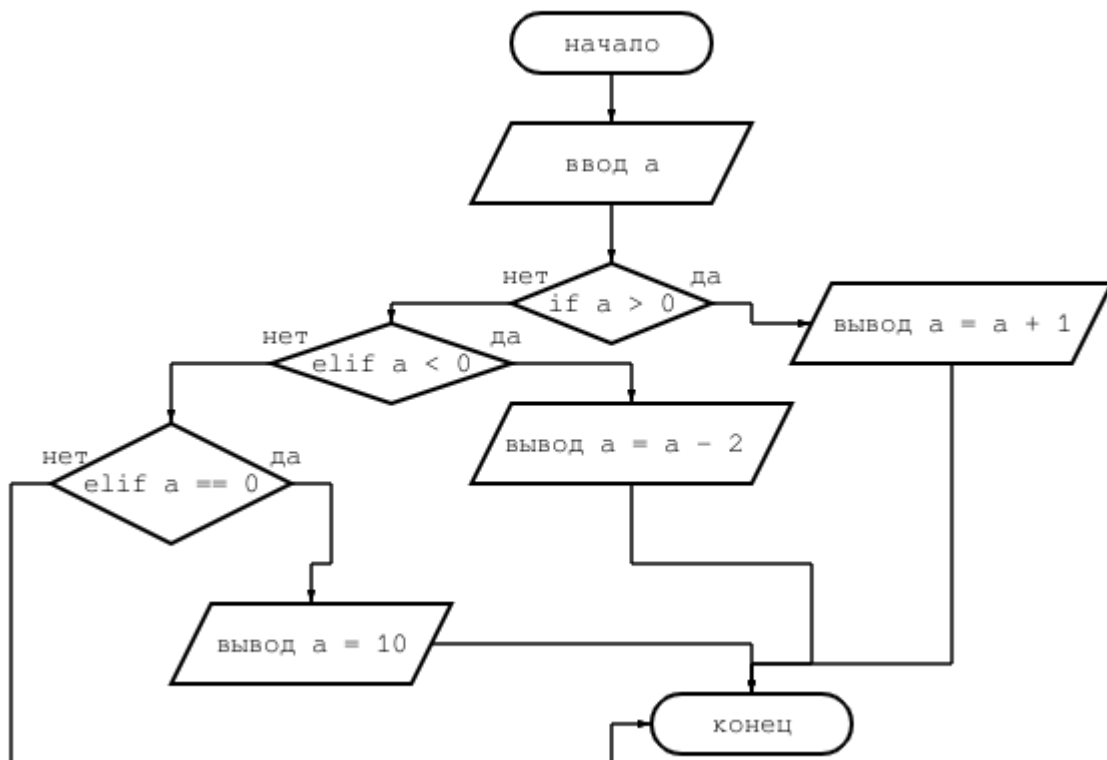 начало
ввод a
нет
да
if a > 0
вывод a = a + 1
нет
да
elif a < 0
вывод a = a - 2
нет
да
elif a == 0
вывод a = 10
конец